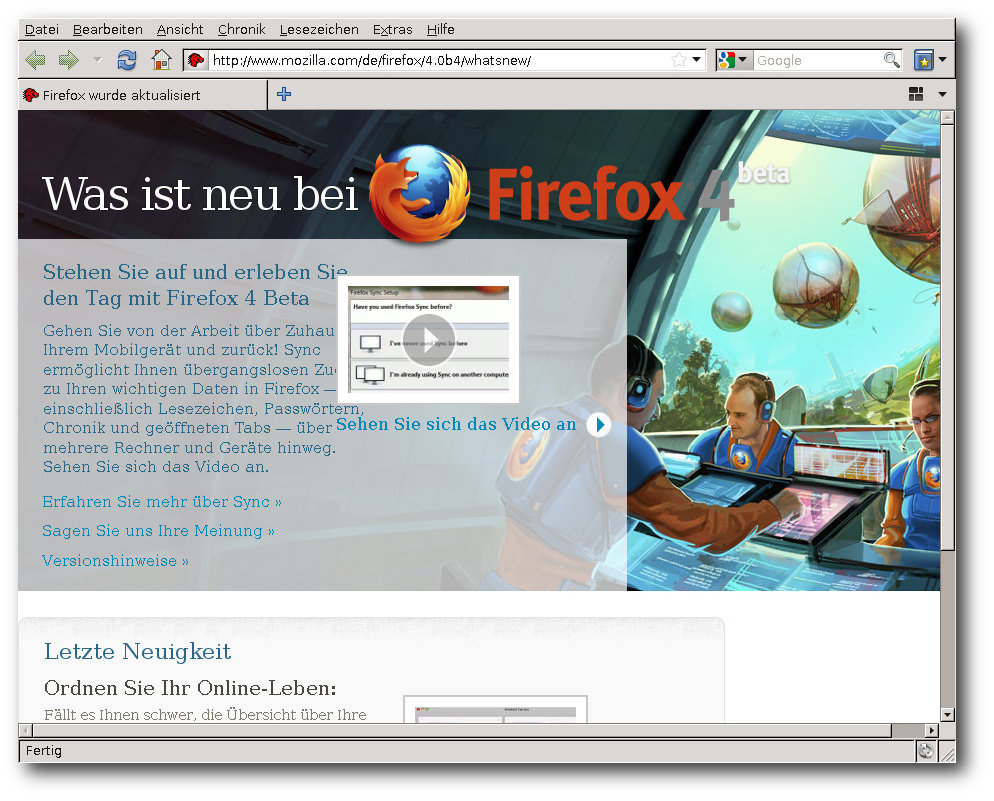 Datei Bearbeiten Ansicht Chronik Lesezeichen Extras Hilfe
http://www.mozilla.com/de/firefox/4.0b4/whatsnew/
Google
Firefox wurde aktualisiert
Was ist neu bei Firefox 4 beta
Stehen Sie auf und erleben Sie
den Tag mit Firefox 4 Beta
Gehen Sie von der Arbeit über Zuhau
Ihrem Mobilgerät und zurück! Sync
ermöglicht Ihnen übergangslosen Zu
zu Ihren wichtigen Daten in Firefox —
einschließlich Lesezeichen, Passwörtern,
Chronik und geöffneten Tabs — über
mehrere Rechner und Geräte hinweg.
Sehen Sie sich das Video an.
Firefox Sync Setup
Have you used Firefox Sync before?
I've never used Sync before
I'm already using Sync on another compute
Sehen Sie sich das Video an
Erfahren Sie mehr über Sync »
Sagen Sie uns Ihre Meinung »
Versionshinweise »
Letzte Neuigkeit
Ordnen Sie Ihr Online-Leben:
Fällt es Ihnen schwer, die Übersicht über Ihre
Fertig